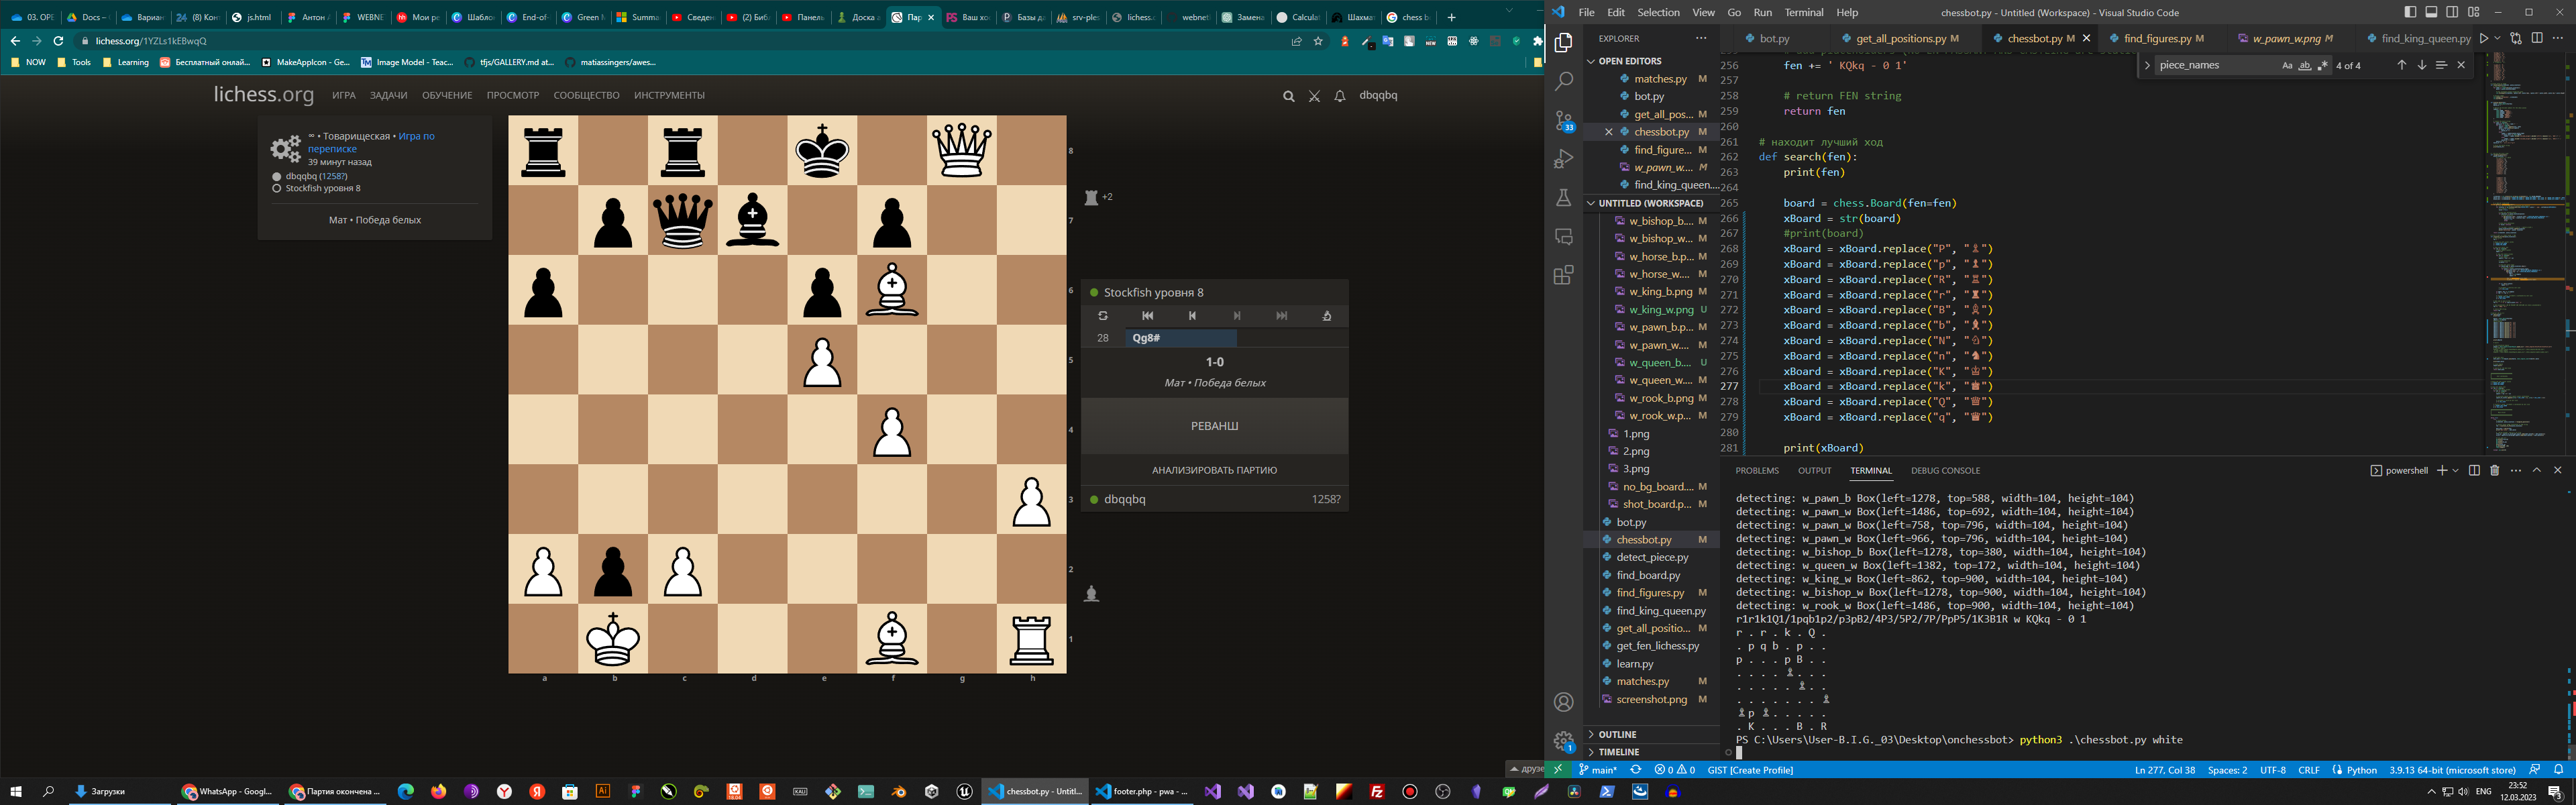 03. OPE
Docs –
Вариан
(8) Кон
js.html
Антон
WEBNE
Мои ре
Шабло
End-of-
Green M
Summa
Сведен
(2) Биб
Панель
Доска д
Пар
Ваш хо
Базы д
srv-ples
lichess.o
webnet
Замена
Calculat
Шахмат
chess b
lichess.org/1YZLs1kEBwqQ
NOW
Tools
Learning
Бесплатный онлай...
MakeAppIcon - Ge...
Image Model - Teac...
tfjs/GALLERY.md at...
matiassingers/awes...
lichess.org
ИГРА
ЗАДАЧИ
ОБУЧЕНИЕ
ПРОСМОТР
СООБЩЕСТВО
ИНСТРУМЕНТЫ
dbqqbq
∞ • Товарищеская • Игра по
переписке
39 минут назад
dbqqbq (1258?)
Stockfish уровня 8
Мат • Победа белых
8
7
6
5
4
3
2
1
a b c d e f g h
+2
Stockfish уровня 8
28 Qg8#
1-0
Мат • Победа белых
РЕВАНШ
АНАЛИЗИРОВАТЬ ПАРТИЮ
dbqqbq 1258?
друзе
File Edit Selection View Go Run Terminal Help
chessbot.py - Untitled (Workspace) - Visual Studio Code
EXPLORER
OPEN EDITORS
matches.py M
bot.py
get_all_pos... M
chessbot.py M
find_figure... M
w_pawn_w.... M
find_king_queen....
UNTITLED (WORKSPACE)
w_bishop_b.... M
w_bishop_w... M
w_horse_b.p... M
w_horse_w.... M
w_king_b.png M
w_king_w.png U
w_pawn_b.p... M
w_pawn_w.... M
w_queen_b.... U
w_queen_w.... M
w_rook_b.png M
w_rook_w.p... M
1.png
2.png
3.png
no_bg_board.... M
shot_board.p... M
bot.py
chessbot.py M
detect_piece.py
find_board.py
find_figures.py M
find_king_queen.py
get_all_positio... M
get_fen_lichess.py
learn.py
matches.py M
screenshot.png M
OUTLINE
TIMELINE
33
1
bot.py
get_all_positions.py M
chessbot.py M
find_figures.py M
w_pawn_w.png M
find_king_queen.py
piece_names
Aa
ab
4 of 4
256 fen += ' KQkq - 0 1'
257
258 # return FEN string
259 return fen
260
261 # находит лучший ход
262 def search(fen):
263 print(fen)
264
265 board = chess.Board(fen=fen)
266 xBoard = str(board)
267 #print(board)
268 xBoard = xBoard.replace("P", "♙")
269 xBoard = xBoard.replace("p", "♟")
270 xBoard = xBoard.replace("R", "♖")
271 xBoard = xBoard.replace("r", "♜")
272 xBoard = xBoard.replace("B", "♗")
273 xBoard = xBoard.replace("b", "♝")
274 xBoard = xBoard.replace("N", "♘")
275 xBoard = xBoard.replace("n", "♞")
276 xBoard = xBoard.replace("K", "♔")
277 xBoard = xBoard.replace("k", "♚")
278 xBoard = xBoard.replace("Q", "♕")
279 xBoard = xBoard.replace("q", "♛")
280
281 print(xBoard)
PROBLEMS OUTPUT TERMINAL DEBUG CONSOLE
powershell
detecting: w_pawn_b Box(left=1278, top=588, width=104, height=104)
detecting: w_pawn_w Box(left=1486, top=692, width=104, height=104)
detecting: w_pawn_w Box(left=758, top=796, width=104, height=104)
detecting: w_pawn_w Box(left=966, top=796, width=104, height=104)
detecting: w_bishop_b Box(left=1278, top=380, width=104, height=104)
detecting: w_queen_w Box(left=1382, top=172, width=104, height=104)
detecting: w_king_w Box(left=862, top=900, width=104, height=104)
detecting: w_bishop_w Box(left=1278, top=900, width=104, height=104)
detecting: w_rook_w Box(left=1486, top=900, width=104, height=104)
r1r1k1Q1/1pqb1p2/p3pB2/4P3/5P2/7P/PpP5/1K3B1R w KQkq - 0 1
r . r . k . Q .
. p q b . p . .
p . . . p B . .
. . . . ♙ . . .
. . . . . ♙ . .
. . . . . . . ♙
♙ p ♙ . . . . .
. K . . . B . R
PS C:\Users\User-B.I.G._03\Desktop\onchessbot> python3 .\chessbot.py white
main*
0 0
GIST [Create Profile]
Ln 277, Col 38
Spaces: 2
UTF-8
CRLF
Python
3.9.13 64-bit (microsoft store)
Загрузки
WhatsApp - Googl...
Партия окончена ...
chessbot.py - Untitl...
footer.php - pwa - ...
ENG
23:52
12.03.2023
3